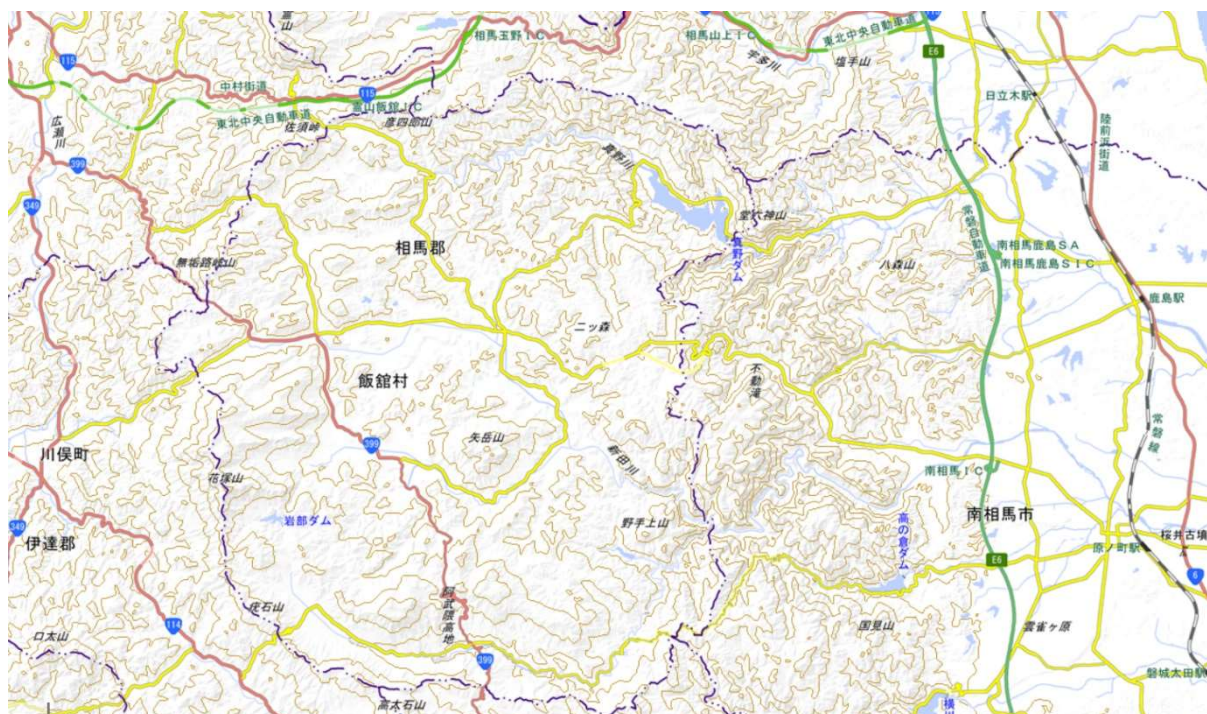 霊山
相馬玉野IC
相馬山上IC
宇多川
塩手山
東北中央自動車道
E6
115
中村街道
115
霊山飯舘IC
東北中央自動車道
佐須峠
彦四郎山
広瀬川
399
349
日立木駅
陸前浜街道
真野川
堂穴神山
真野ダム
常磐自動車道
相馬郡
無垢路岐山
八森山
南相馬鹿島SA
南相馬鹿島SIC
鹿島駅
二ッ森
不動滝
飯舘村
矢岳山
399
新田川
常磐線
川俣町
花塚山
南相馬IC
岩部ダム
野手上山
高の倉ダム
南相馬市
桜井古墳
原ノ町駅
349
伊達郡
E6
6
疣石山
阿武隈高地
114
口太山
国見山
雲雀ヶ原
399
磐城太田駅
高太石山